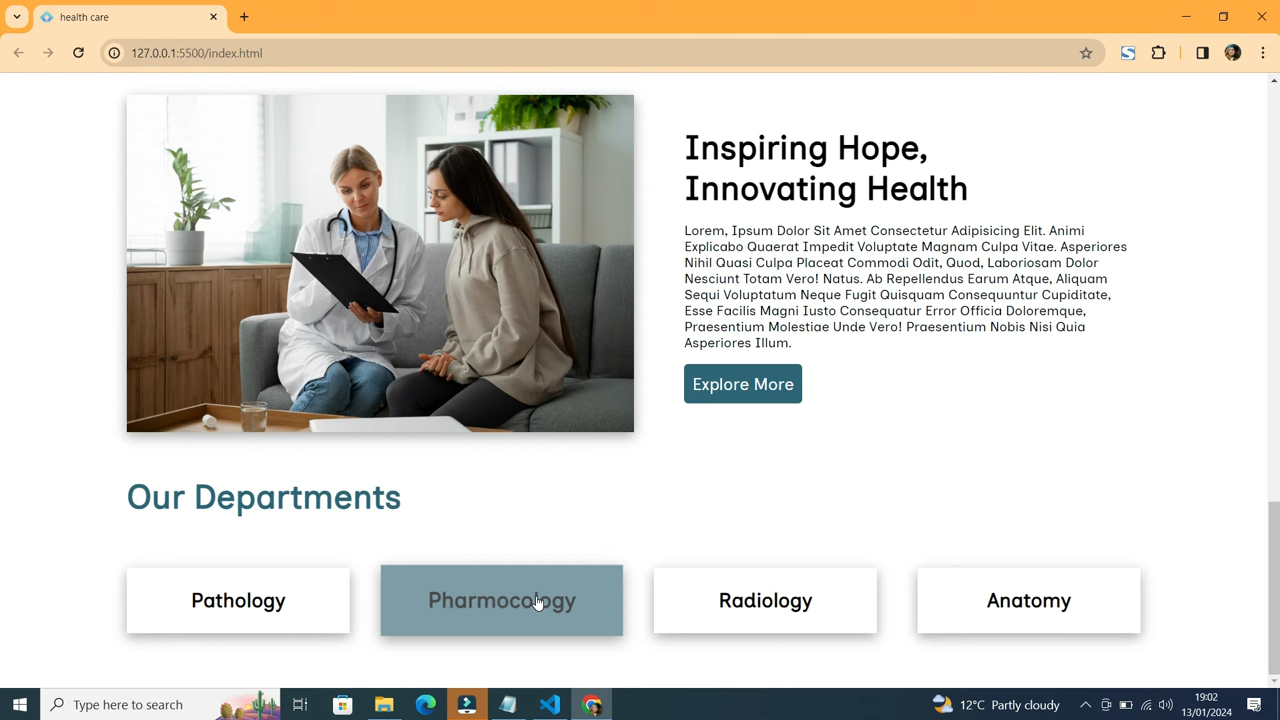 health care
127.0.0.1:5500/index.html
Inspiring Hope,
Innovating Health
Lorem, Ipsum Dolor Sit Amet Consectetur Adipisicing Elit. Animi
Explicabo Quaerat Impedit Voluptate Magnam Culpa Vitae. Asperiores
Nihil Quasi Culpa Placeat Commodi Odit, Quod, Laboriosam Dolor
Nesciunt Totam Vero! Natus. Ab Repellendus Earum Atque, Aliquam
Sequi Voluptatum Neque Fugit Quisquam Consequuntur Cupiditate,
Esse Facilis Magni Iusto Consequatur Error Officia Doloremque,
Praesentium Molestiae Unde Vero! Praesentium Nobis Nisi Quia
Asperiores Illum.
Explore More
Our Departments
Pathology
Pharmocology
Radiology
Anatomy
Type here to search
12°C Partly cloudy
19:02
13/01/2024